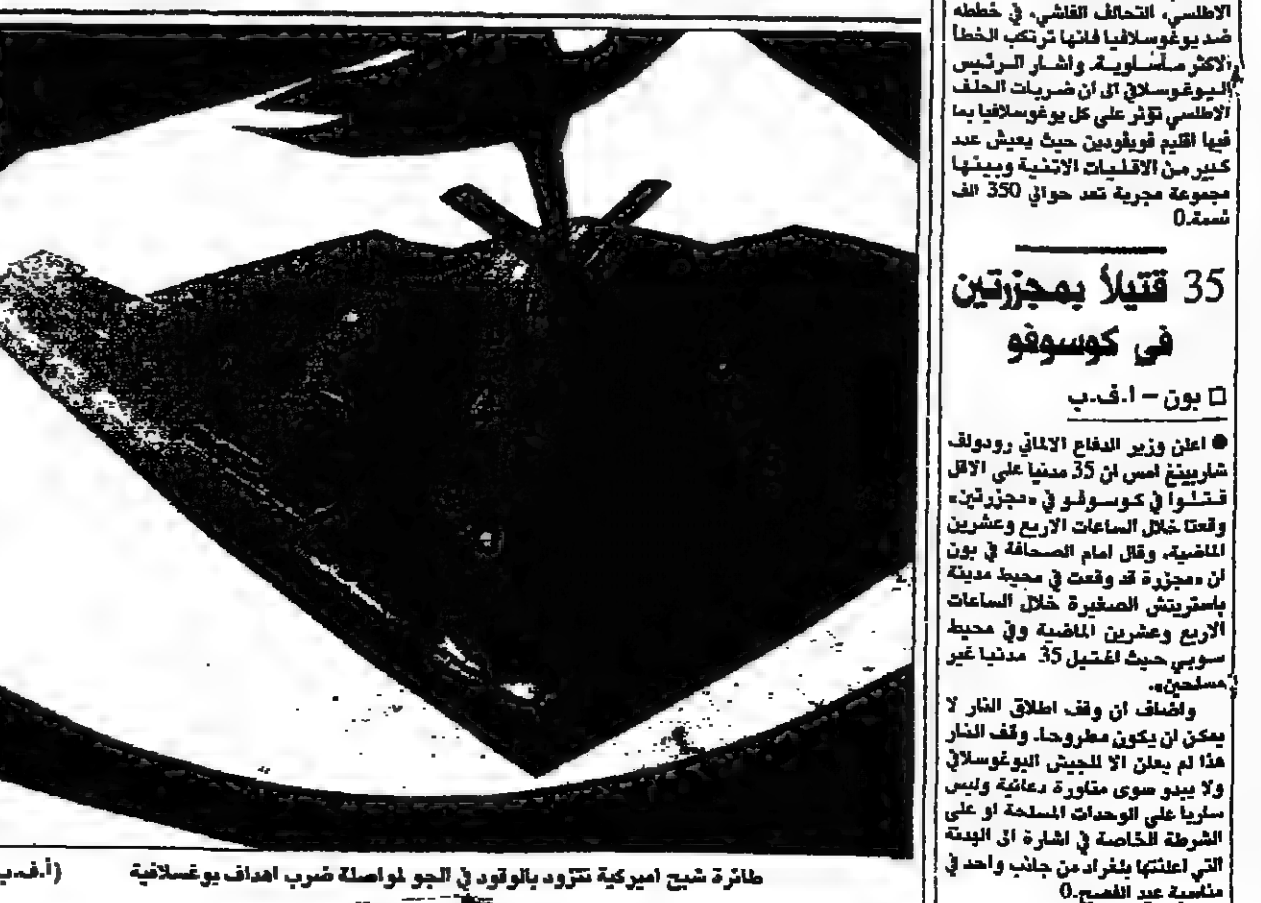 الاطلسي، التحالف الفاشي، في خططه
ضد يوغوسلافيا فانها ترتكب الخطأ
الاكثر مأساوية. واشار الرئيس
اليوغوسلافي الى ان ضربات الحلف
الاطلسي تؤثر على كل يوغوسلافيا بما
فيها اقليم فويفودين حيث يعيش عدد
كبير من الاقليات الاتنية وبينها
مجموعة مجرية تعد حوالي 350 الف
نسمة.
35 قتيلاً بمجزرتين
في كوسوفو
□ بون – ا.ف.ب
● اعلن وزير الدفاع الالماني رودولف
شاربينغ امس ان 35 مدنيا على الاقل
قتلوا في كوسوفو في «مجزرتين»
وقعتا خلال الساعات الاربع وعشرين
الماضية. وقال امام الصحافة في بون
ان «مجزرة قد وقعت في محيط مدينة
باستريتش الصغيرة خلال الساعات
الاربع وعشرين الماضية وفي محيط
سوبي حيث اغتيل 35 مدنيا غير
مسلحين».
واضاف ان وقف اطلاق النار لا
يمكن ان يكون مطروحا. وقف النار
هذا لم يعلن الا للجيش اليوغوسلافي
ولا يبدو سوى مناورة دعائية وليس
ساريا على الوحدات المسلحة او على
الشرطة الخاصة في اشارة الى الهدنة
التي اعلنتها بلغراد من جانب واحد في
مناسبة عيد الفصح.
طائرة شبح اميركية تتزود بالوقود في الجو لمواصلة ضرب اهداف يوغسلافية (أ.ف.ب